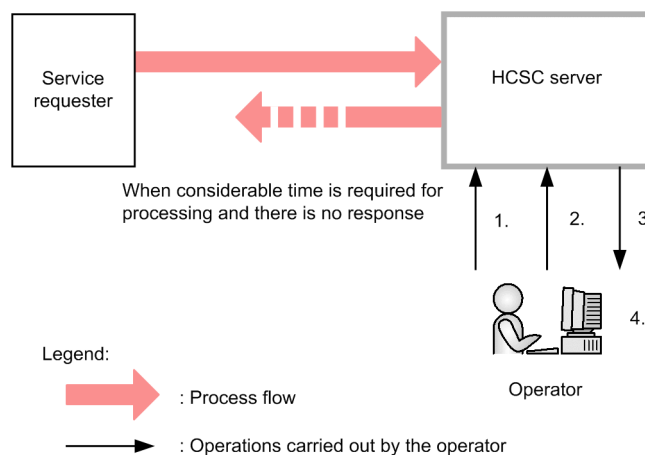 Service
requester
HCSC server
When considerable time is required for
processing and there is no response
1.
2.
3.
4.
Operator
Legend:
: Process flow
: Operations carried out by the operator